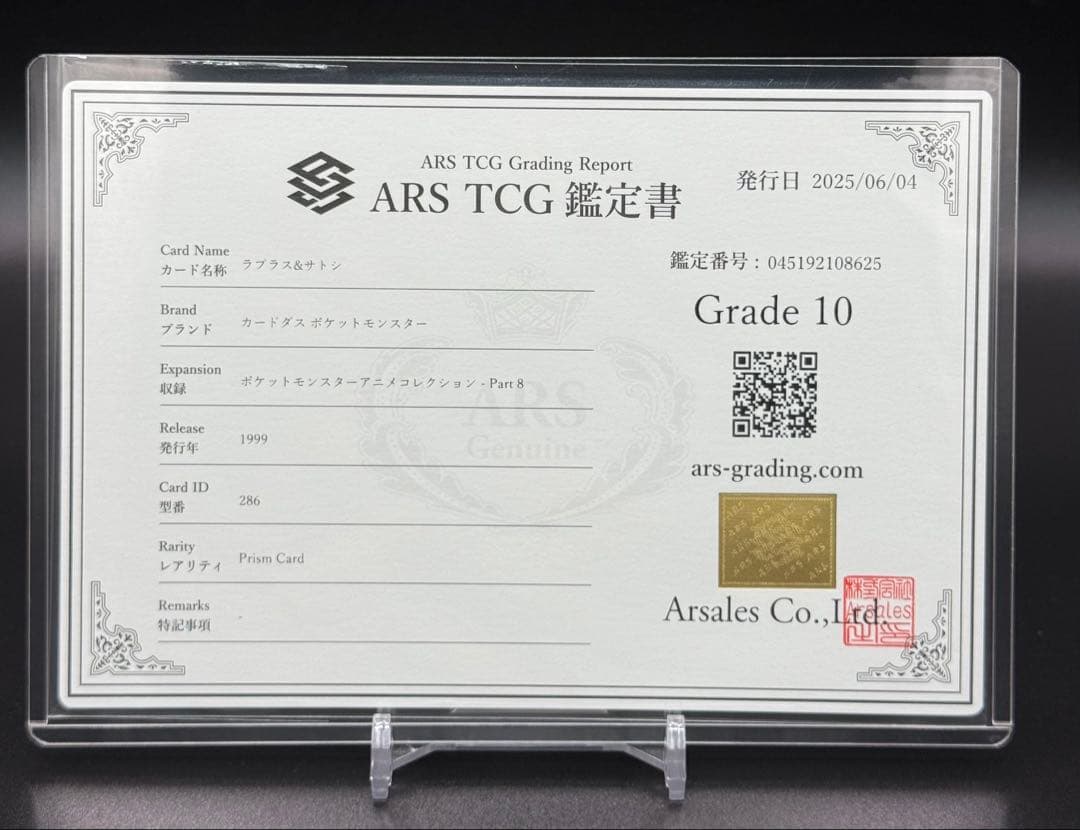 ARS TCG Grading Report
ARS TCG 鑑定書
発行日 2025/06/04
Card Name
カード名称 ラプラス&サトシ
Brand
ブランド カードダス ポケットモンスター
Expansion
収録 ポケットモンスターアニメコレクション - Part 8
Release
発行年 1999
Card ID
型番 286
Rarity
レアリティ Prism Card
Remarks
特記事項 -
鑑定番号 : 045192108625
Grade 10
ars-grading.com
Arsales Co.,Ltd.
ARS
Genuine
Arsales